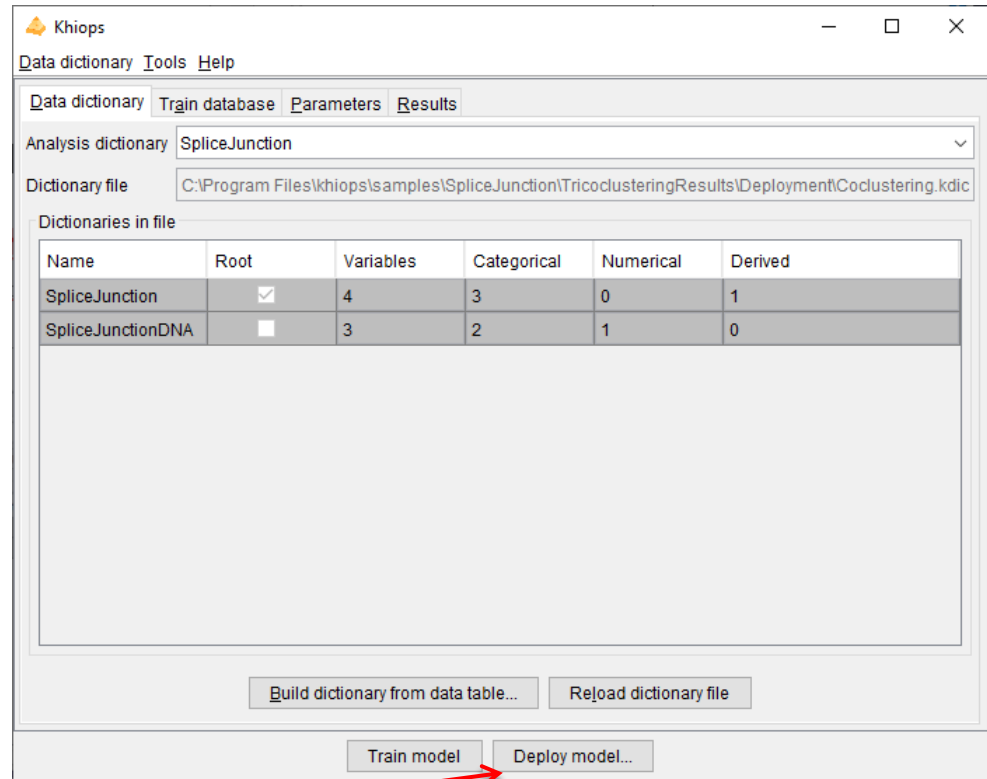 Khiops
Data dictionary Tools Help
Data dictionary Train database Parameters Results
Analysis dictionary SpliceJunction
Dictionary file C:\Program Files\khiops\samples\SpliceJunction\TricoclusteringResults\Deployment\Coclustering.kdic
Dictionaries in file
Name Root Variables Categorical Numerical Derived
SpliceJunction 4 3 0 1
SpliceJunctionDNA 3 2 1 0
Build dictionary from data table... Reload dictionary file
Train model Deploy model...